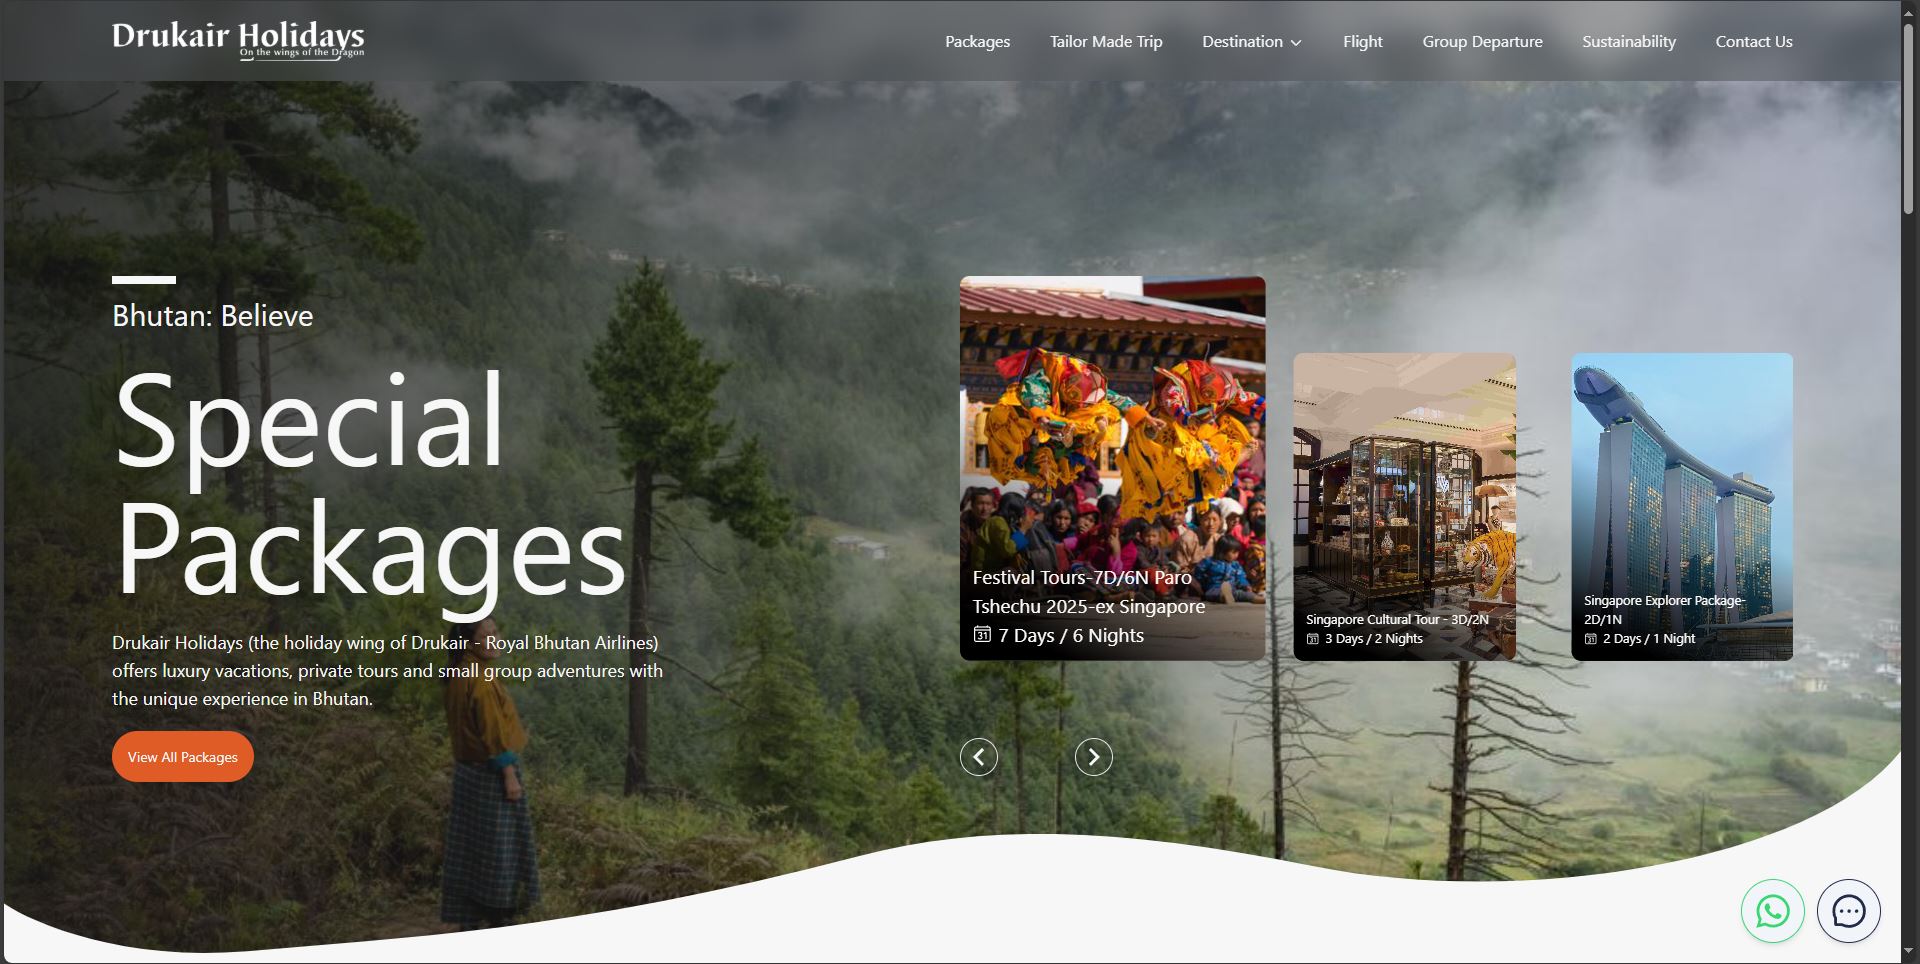 Drukair Holidays
On the wings of the Dragon
Packages
Tailor Made Trip
Destination
Flight
Group Departure
Sustainability
Contact Us
Bhutan: Believe
Special
Packages
Drukair Holidays (the holiday wing of Drukair - Royal Bhutan Airlines)
offers luxury vacations, private tours and small group adventures with
the unique experience in Bhutan.
View All Packages
Festival Tours-7D/6N Paro
Tshechu 2025-ex Singapore
31 7 Days / 6 Nights
Singapore Cultural Tour - 3D/2N
31 3 Days / 2 Nights
Singapore Explorer Package-
2D/1N
31 2 Days / 1 Night